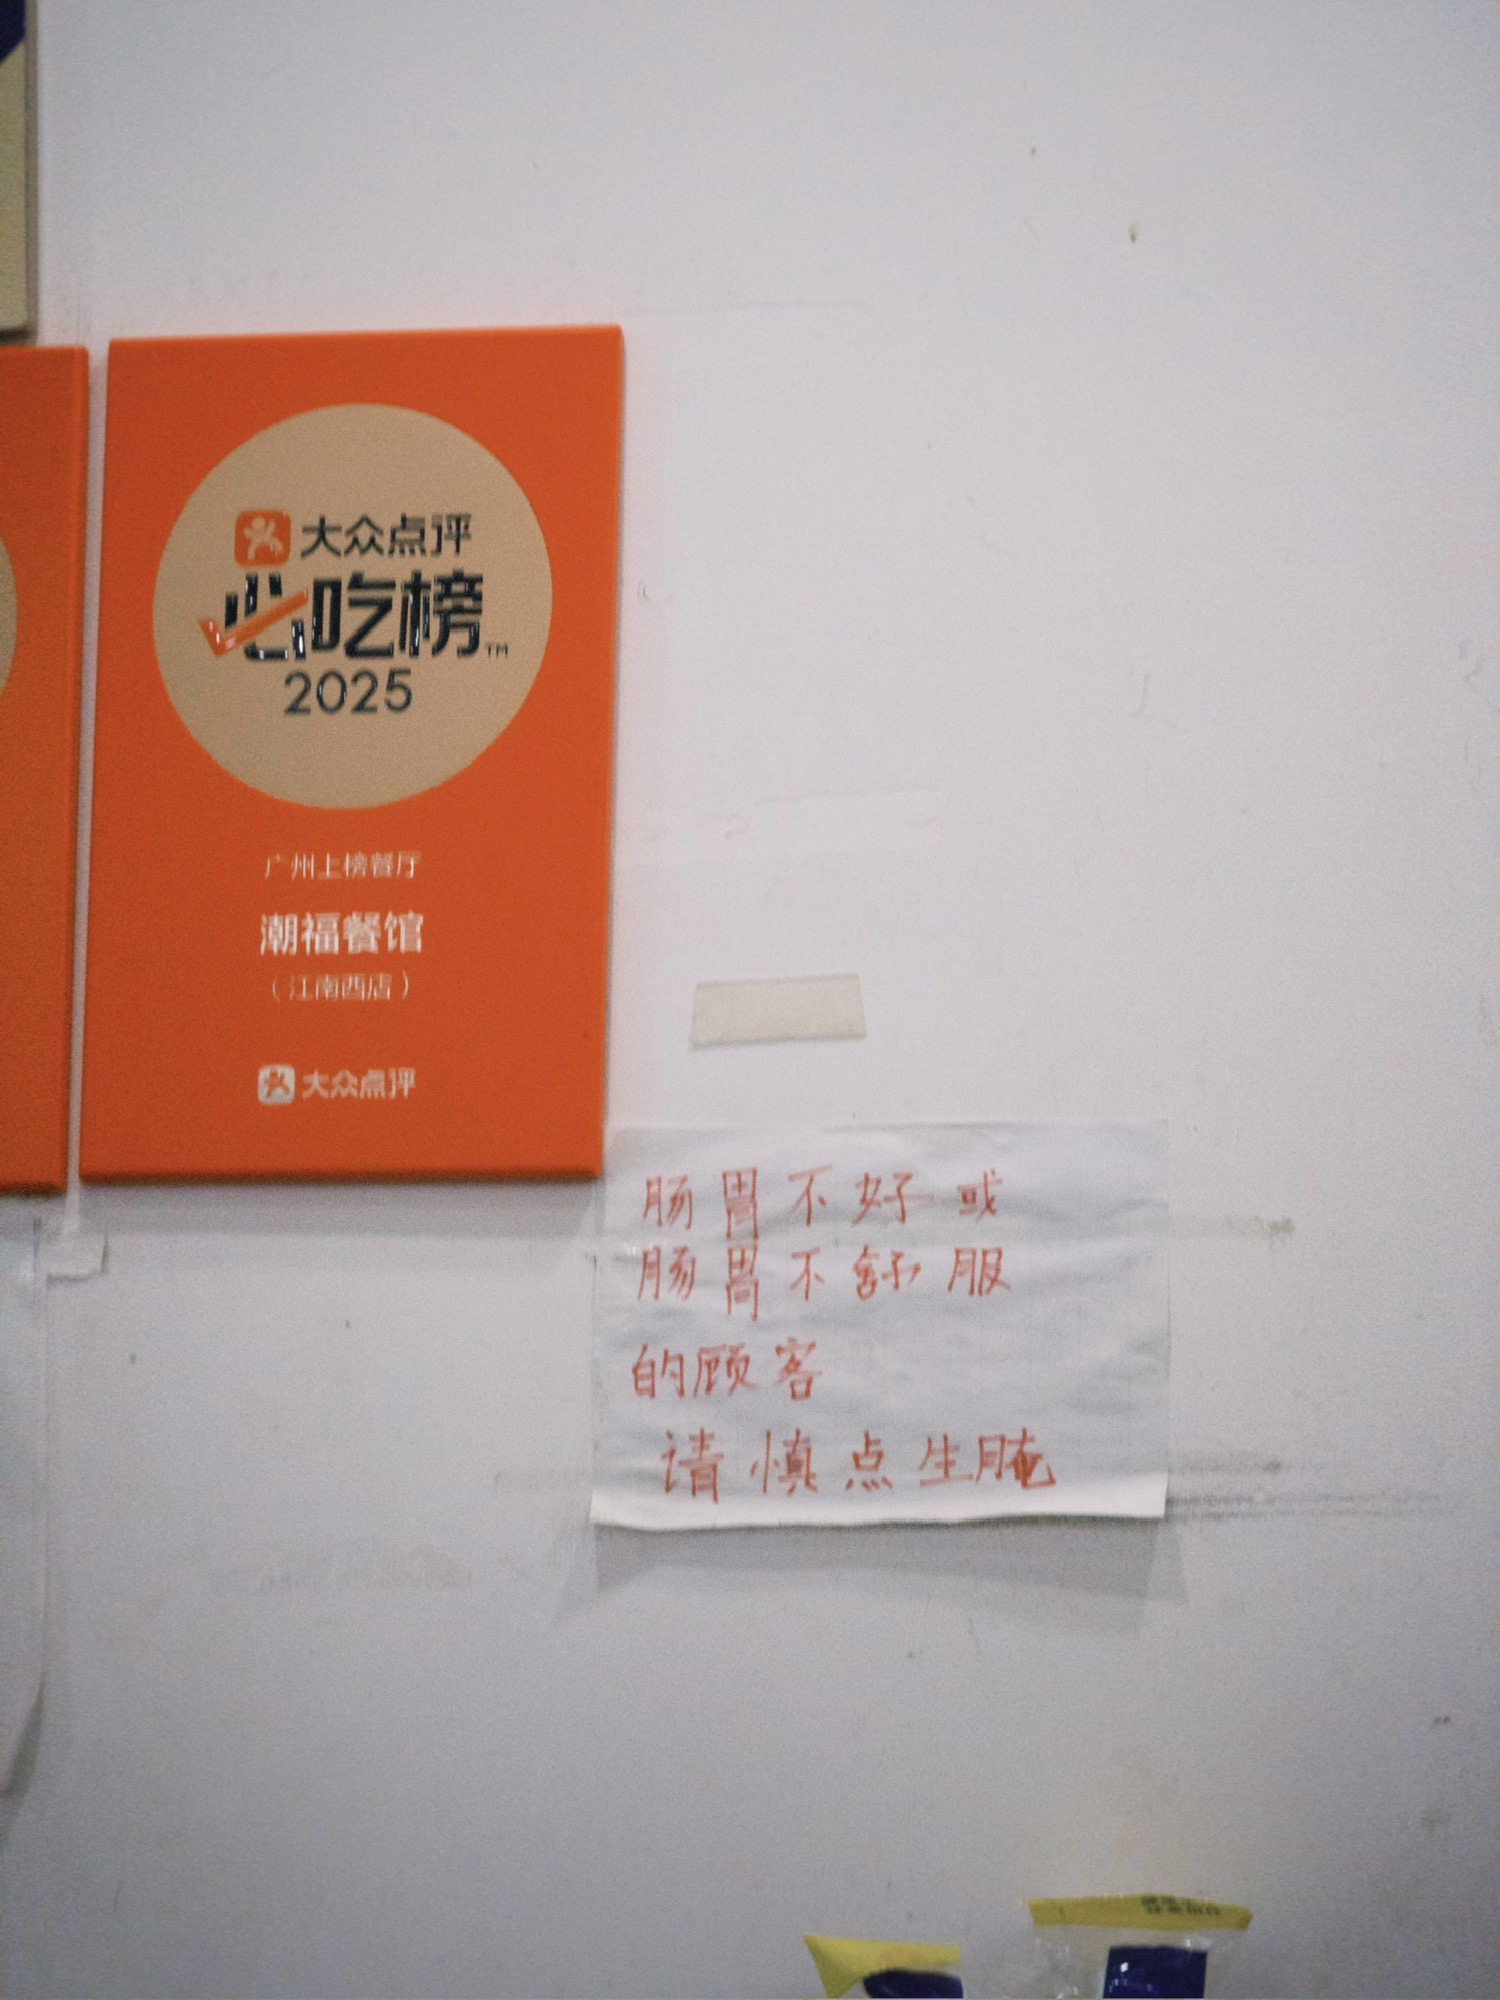 大众点评
必吃榜™
2025
广州上榜餐厅
潮福餐馆
（江南西店）
大众点评
肠胃不好或
肠胃不舒服
的顾客
请慎点生腌